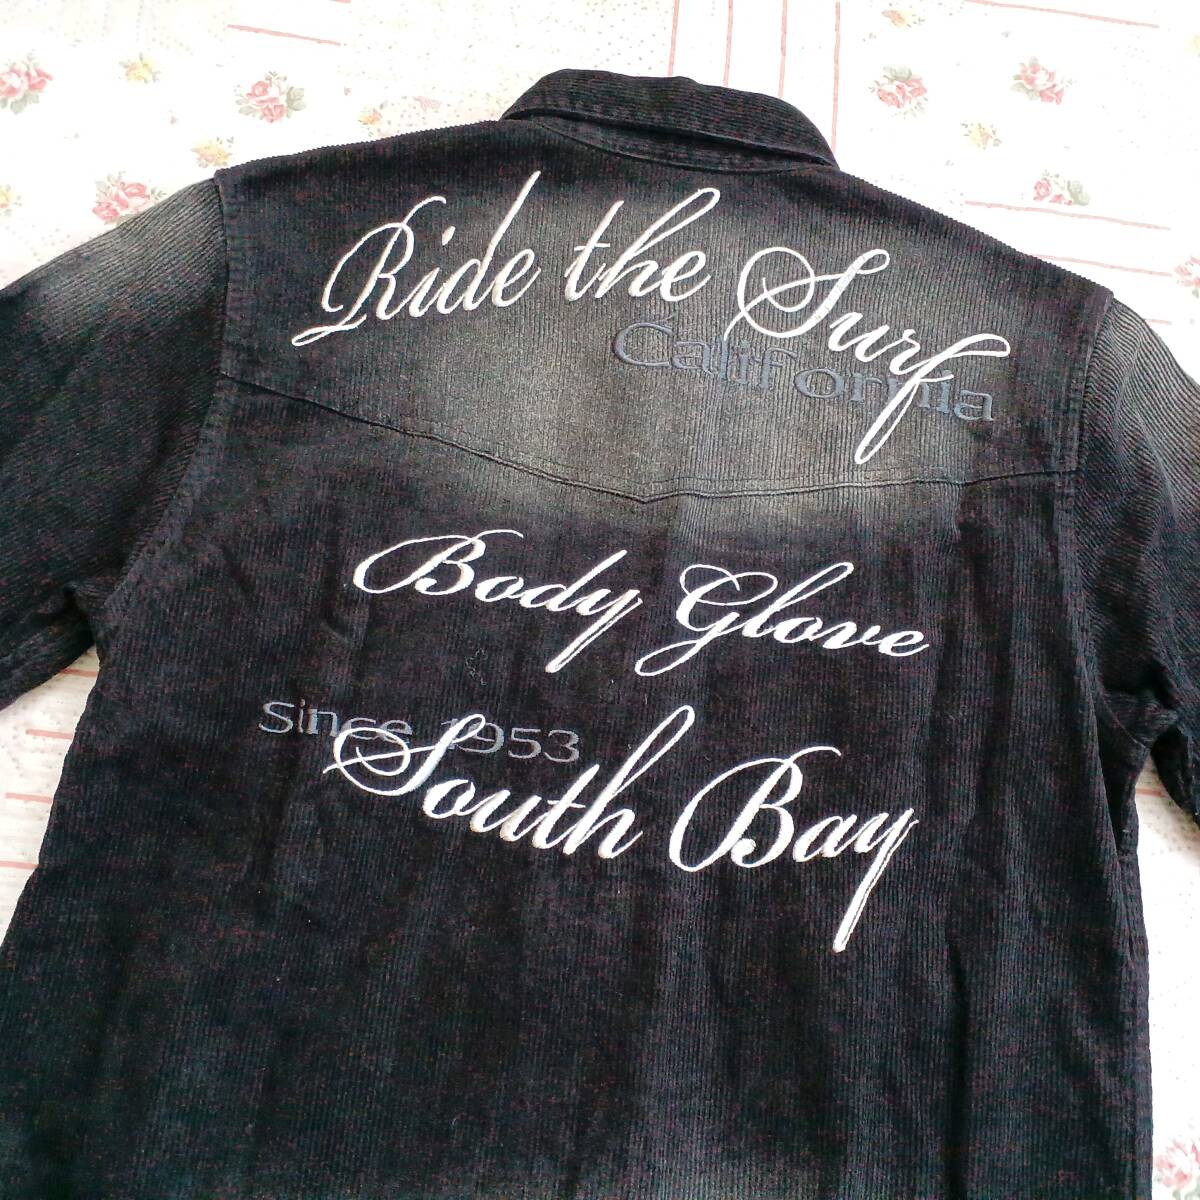 Ride the Surf
California
Body Glove
since 1953
South Bay